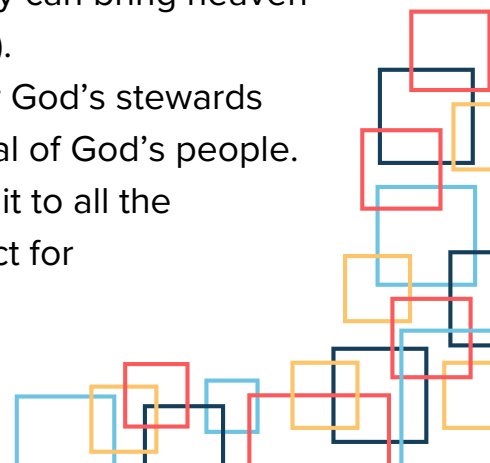 y can bring heaven
).
God's stewards
al of God's people.
it to all the
ct for